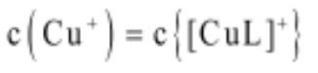 c(Cu⁺) = c{[CuL]⁺}